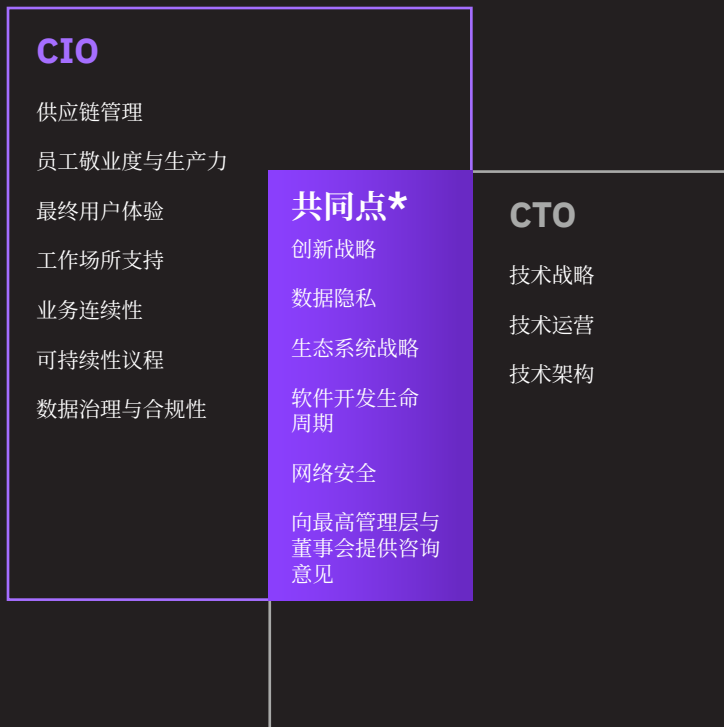 CIO
供应链管理
员工敬业度与生产力
最终用户体验
工作场所支持
业务连续性
可持续性议程
数据治理与合规性
共同点*
创新战略
数据隐私
生态系统战略
软件开发生命
周期
网络安全
向最高管理层与
董事会提供咨询
意见
CTO
技术战略
技术运营
技术架构